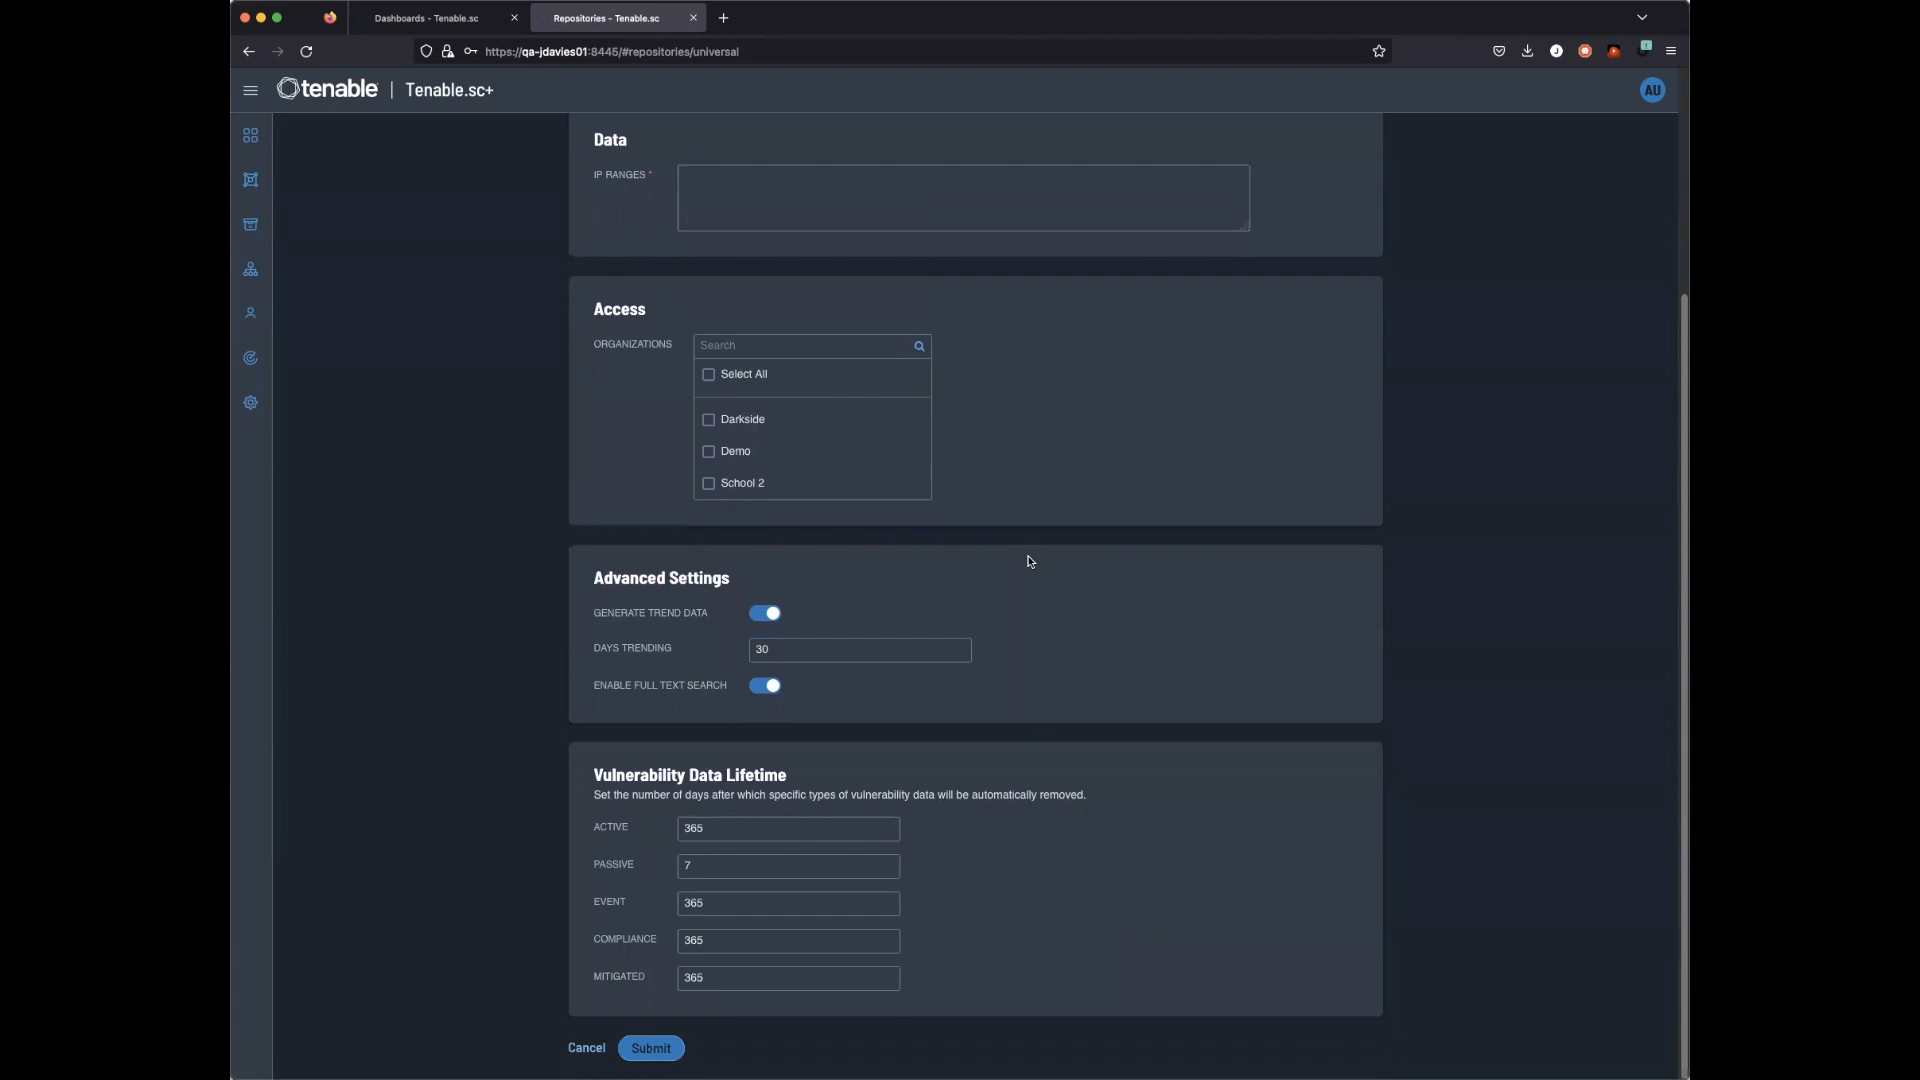 Dashboards - Tenable.sc
Repositories - Tenable.sc
https://qa-jdavies01:8445/#repositories/universal
J
tenable | Tenable.sc+
AU
Data
IP RANGES *
Access
ORGANIZATIONS
Search
Select All
Darkside
Demo
School 2
Advanced Settings
GENERATE TREND DATA
DAYS TRENDING
30
ENABLE FULL TEXT SEARCH
Vulnerability Data Lifetime
Set the number of days after which specific types of vulnerability data will be automatically removed.
ACTIVE
365
PASSIVE
7
EVENT
365
COMPLIANCE
365
MITIGATED
365
Cancel
Submit